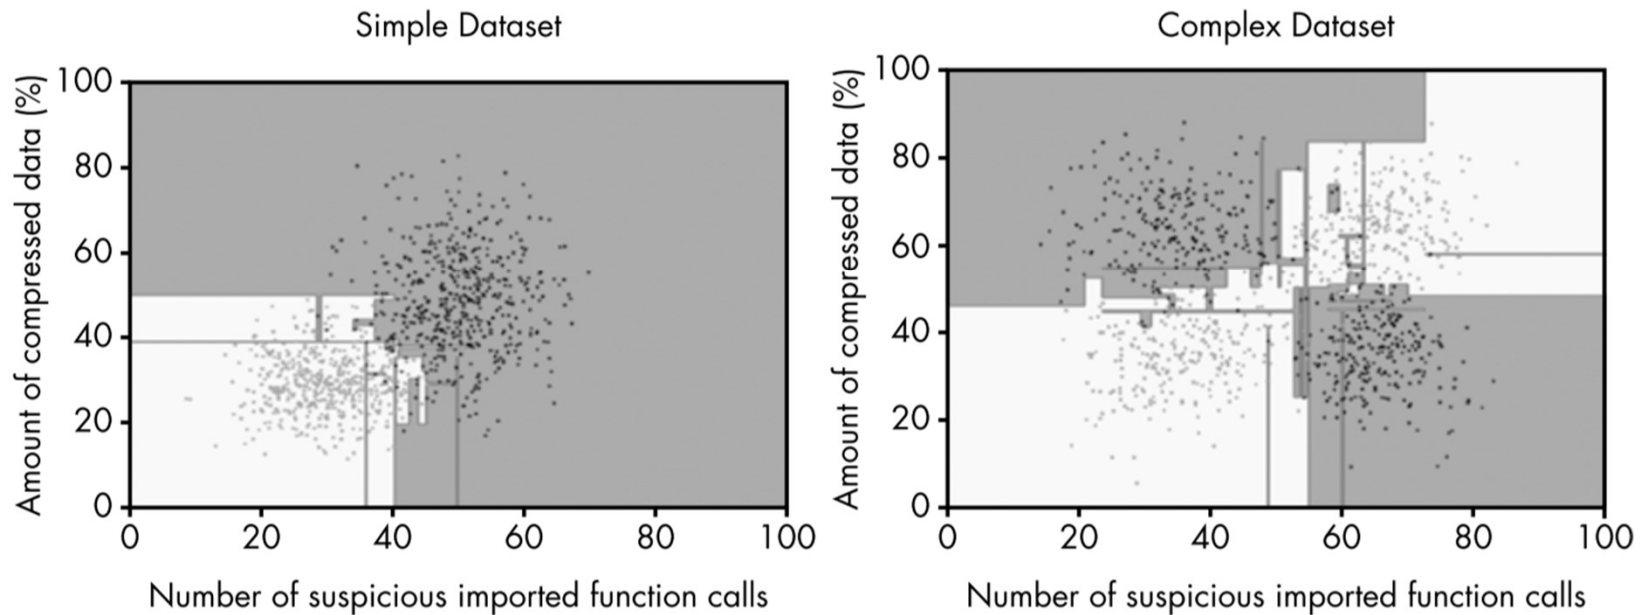 Simple Dataset
Amount of compressed data (%)
100
80
60
40
20
0
0 20 40 60 80 100
Number of suspicious imported function calls
Complex Dataset
Amount of compressed data (%)
100
80
60
40
20
0
0 20 40 60 80 100
Number of suspicious imported function calls